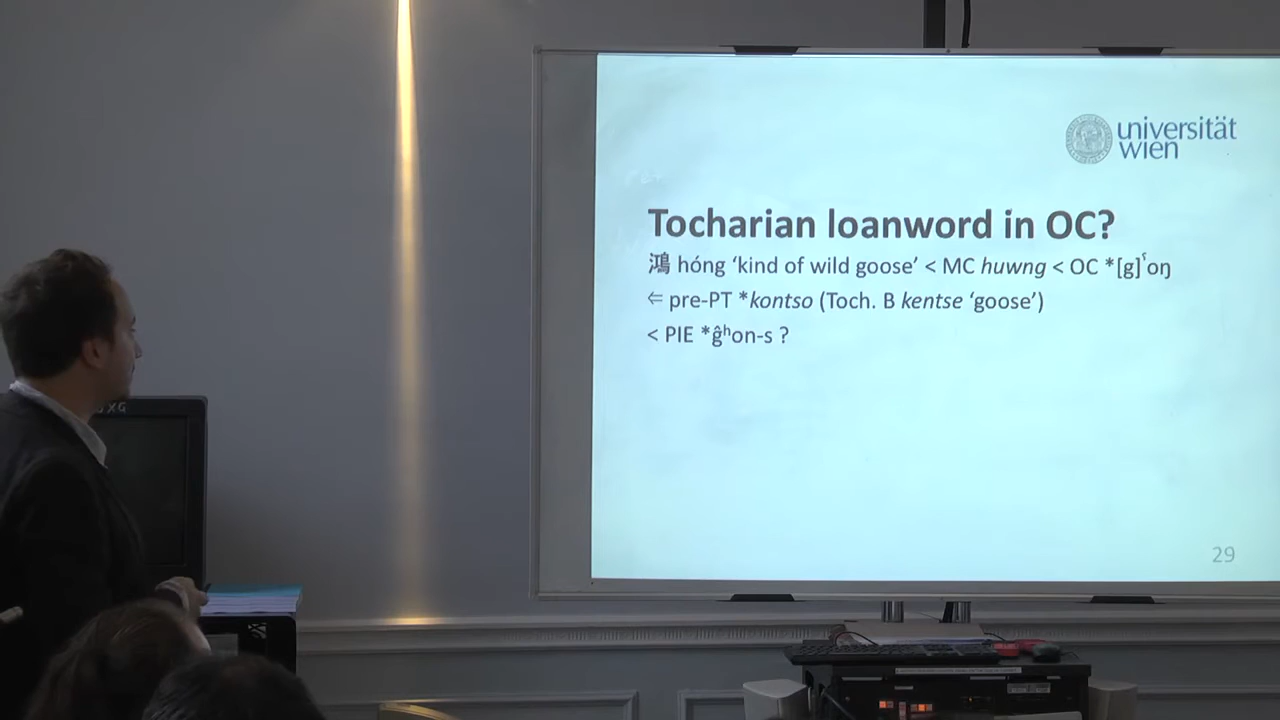 universität
wien
Tocharian loanword in OC?
鴻 hóng ‘kind of wild goose’ < MC huwng < OC *[g]ˤoŋ
⇐ pre-PT *kontso (Toch. B kentse ‘goose’)
< PIE *ĝʰon-s ?
29